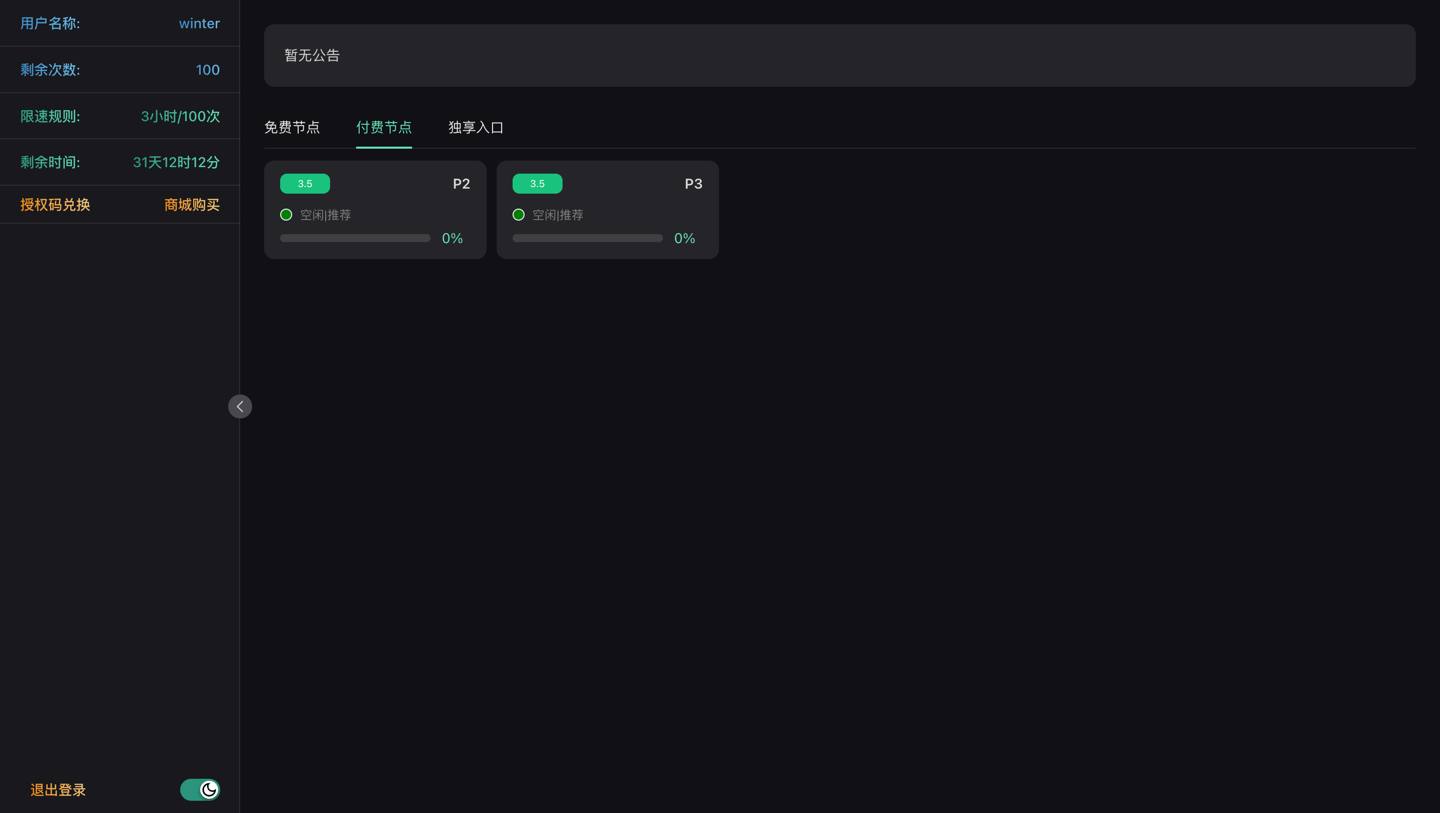 用户名称: winter
剩余次数: 100
限速规则: 3小时/100次
剩余时间: 31天12时12分
授权码兑换 商城购买
退出登录
暂无公告
免费节点 付费节点 独享入口
3.5 P2
空闲|推荐
0%
3.5 P3
空闲|推荐
0%